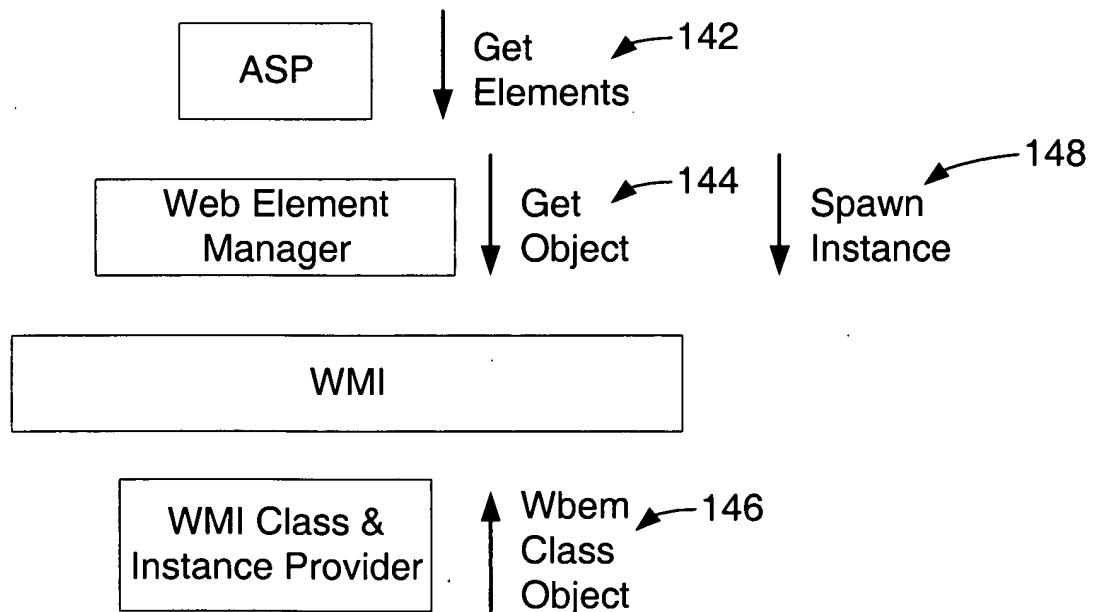 ASP
Get
Elements
142
Web Element
Manager
Get
Object
144
Spawn
Instance
148
WMI
WMI Class &
Instance Provider
Wbem
Class
Object
146